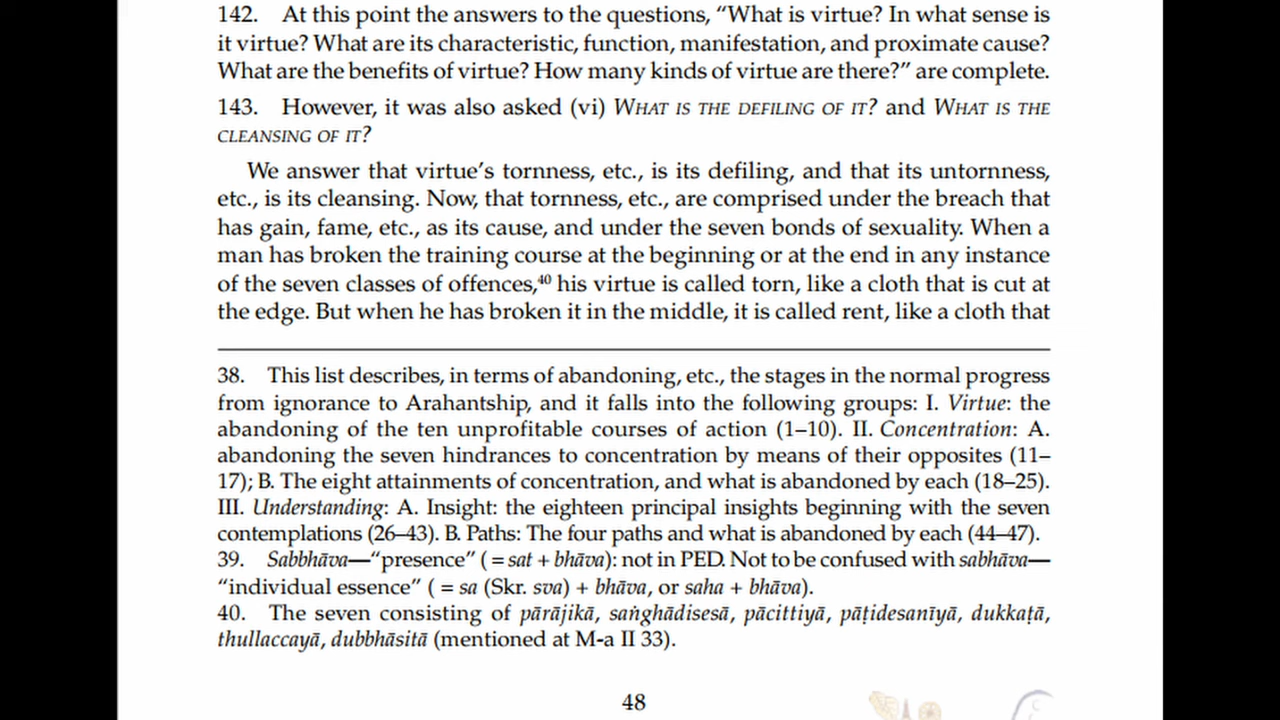 142. At this point the answers to the questions, “What is virtue? In what sense is
it virtue? What are its characteristic, function, manifestation, and proximate cause?
What are the benefits of virtue? How many kinds of virtue are there?” are complete.
143. However, it was also asked (vi) WHAT IS THE DEFILING OF IT? and WHAT IS THE
CLEANSING OF IT?
We answer that virtue’s tornness, etc., is its defiling, and that its untornness,
etc., is its cleansing. Now, that tornness, etc., are comprised under the breach that
has gain, fame, etc., as its cause, and under the seven bonds of sexuality. When a
man has broken the training course at the beginning or at the end in any instance
of the seven classes of offences,⁴⁰ his virtue is called torn, like a cloth that is cut at
the edge. But when he has broken it in the middle, it is called rent, like a cloth that
38. This list describes, in terms of abandoning, etc., the stages in the normal progress
from ignorance to Arahantship, and it falls into the following groups: I. Virtue: the
abandoning of the ten unprofitable courses of action (1–10). II. Concentration: A.
abandoning the seven hindrances to concentration by means of their opposites (11–
17); B. The eight attainments of concentration, and what is abandoned by each (18–25).
III. Understanding: A. Insight: the eighteen principal insights beginning with the seven
contemplations (26–43). B. Paths: The four paths and what is abandoned by each (44–47).
39. Sabbhāva—“presence” ( = sat + bhāva): not in PED. Not to be confused with sabhāva—
“individual essence” ( = sa (Skr. sva) + bhāva, or saha + bhāva).
40. The seven consisting of pārājikā, saṅghādisesā, pācittiyā, pāṭidesanīyā, dukkaṭā,
thullaccayā, dubbhāsitā (mentioned at M-a II 33).
48